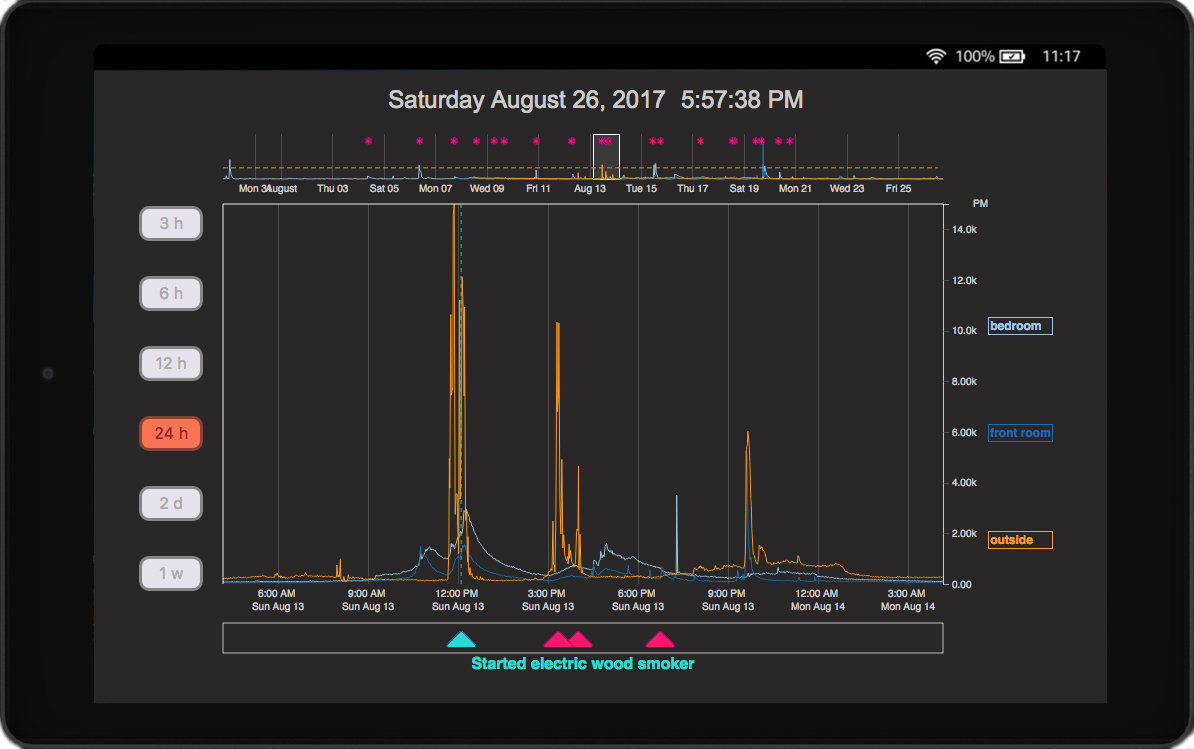 100% 11:17
Saturday August 26, 2017 5:57:38 PM
Mon 31 August Thu 03 Sat 05 Mon 07 Wed 09 Fri 11 Aug 13 Tue 15 Thu 17 Sat 19 Mon 21 Wed 23 Fri 25
PM
3 h
14.0k
12.0k
6 h
10.0k
bedroom
12 h
8.00k
24 h
6.00k
front room
4.00k
2 d
2.00k
outside
1 w
0.00
6:00 AM 9:00 AM 12:00 PM 3:00 PM 6:00 PM 9:00 PM 12:00 AM 3:00 AM
Sun Aug 13 Sun Aug 13 Sun Aug 13 Sun Aug 13 Sun Aug 13 Sun Aug 13 Mon Aug 14 Mon Aug 14
Started electric wood smoker